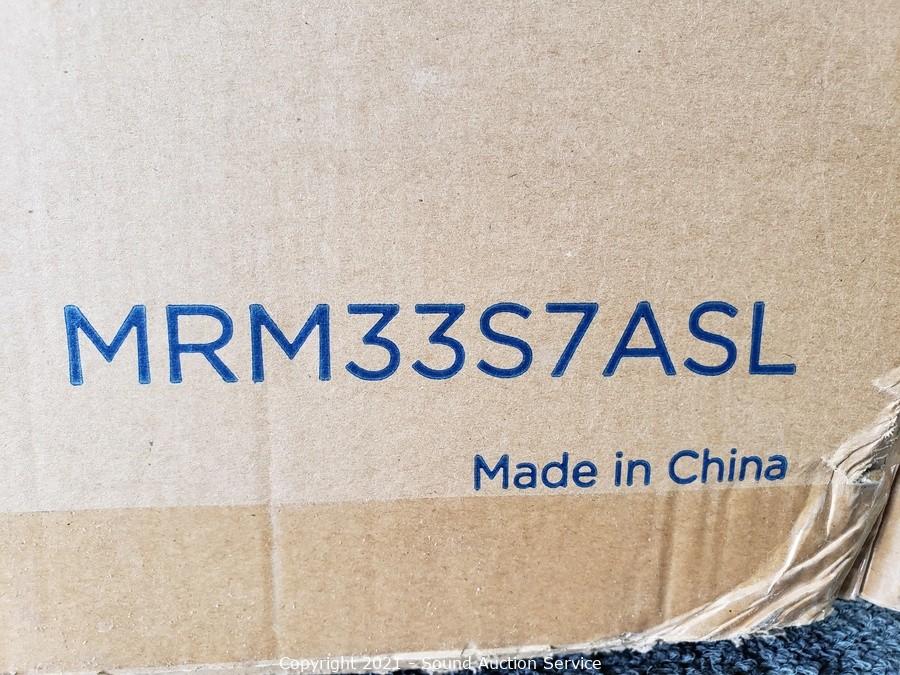 MRM33S7ASL
Made in China
Copyright 2021 - Sound Auction Service